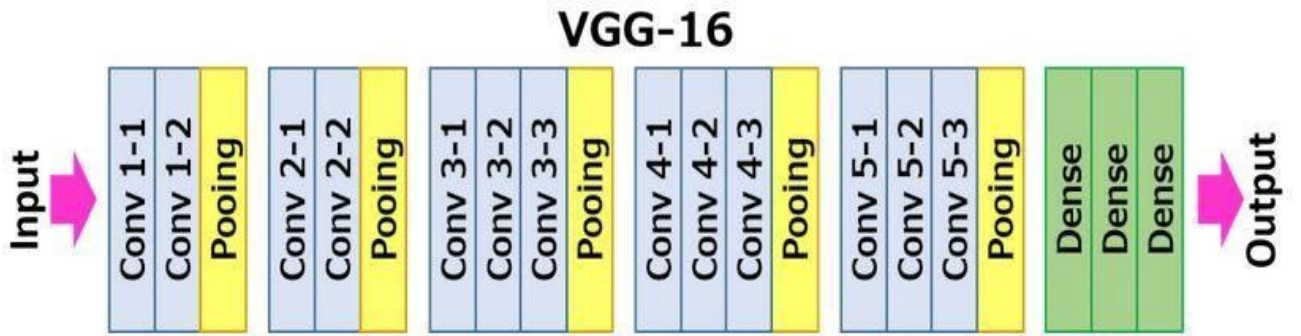 VGG-16
Input
Conv 1-1
Conv 1-2
Pooing
Conv 2-1
Conv 2-2
Pooing
Conv 3-1
Conv 3-2
Conv 3-3
Pooing
Conv 4-1
Conv 4-2
Conv 4-3
Pooing
Conv 5-1
Conv 5-2
Conv 5-3
Pooing
Dense
Dense
Dense
Output